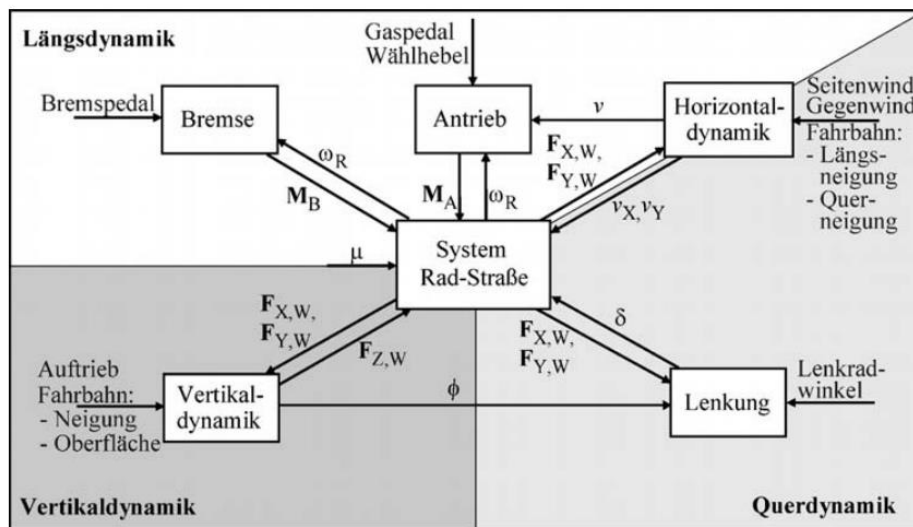 Längsdynamik
Gaspedal
Wählhebel
Bremspedal
Bremse
Antrieb
ν
Horizontal-
dynamik
Seitenwind
Gegenwind
Fahrbahn:
- Längs-
neigung
- Quer-
neigung
ω_R
M_B
M_A
ω_R
F_X,W,
F_Y,W
ν_X, ν_Y
μ
System
Rad-Straße
F_X,W,
F_Y,W
F_Z,W
F_X,W,
F_Y,W
δ
Auftrieb
Fahrbahn:
- Neigung
- Oberfläche
Vertikal-
dynamik
ϕ
Lenkung
Lenkrad-
winkel
Vertikaldynamik
Querdynamik